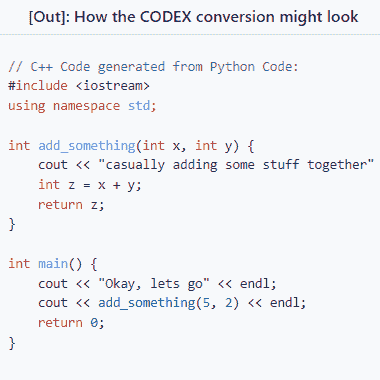 [Out]: How the CODEX conversion might look
// C++ Code generated from Python Code:
#include <iostream>
using namespace std;
int add_something(int x, int y) {
    cout << "casually adding some stuff together"
    int z = x + y;
    return z;
}
int main() {
    cout << "Okay, lets go" << endl;
    cout << add_something(5, 2) << endl;
    return 0;
}